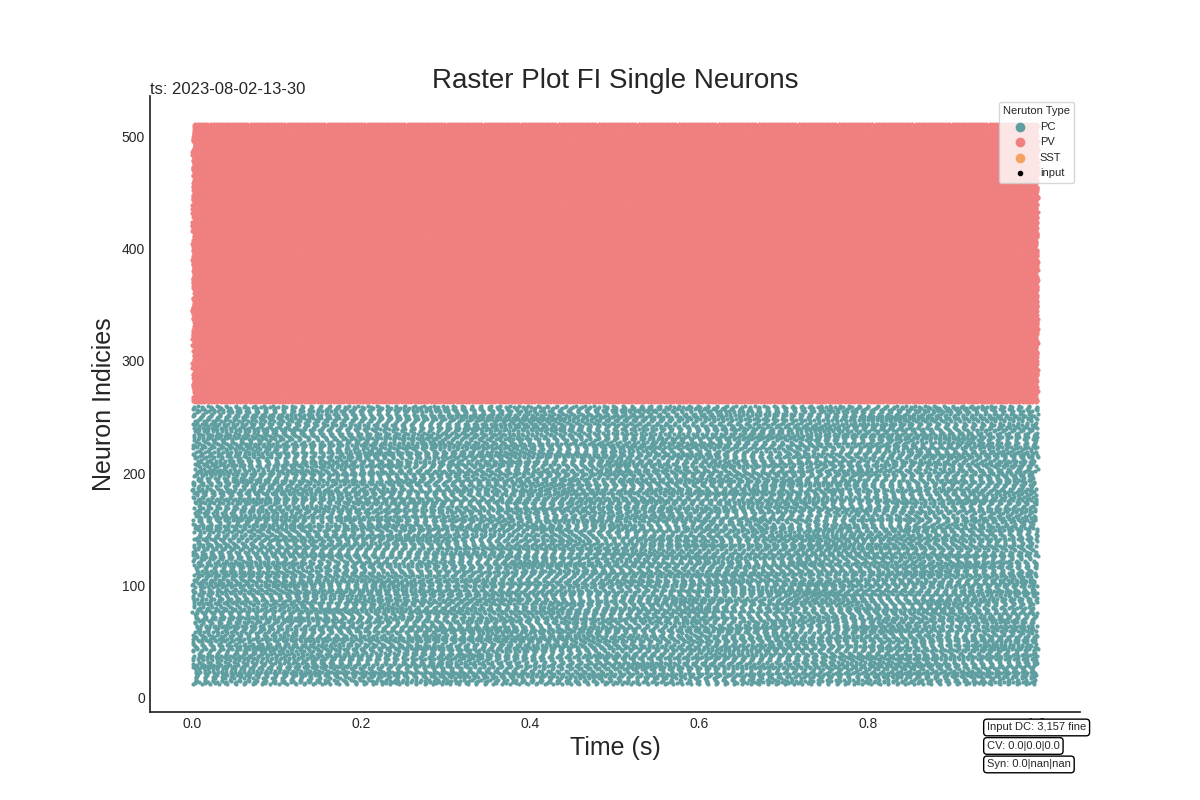 Raster Plot FI Single Neurons
ts: 2023-08-02-13-30
Neruton Type
PC
PV
SST
input
500
400
300
200
100
0
Neuron Indicies
0.0 0.2 0.4 0.6 0.8
Time (s)
Input DC: 3,157 fine
CV: 0.0|0.0|0.0
Syn: 0.0|nan|nan